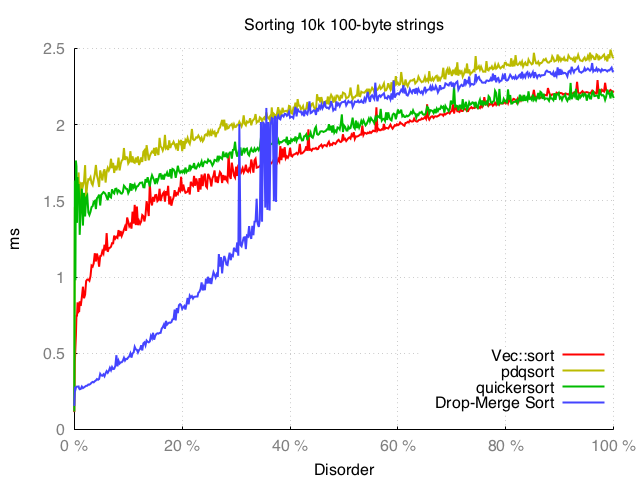 Sorting 10k 100-byte strings
2.5
2
1.5
1
0.5
0
ms
Vec::sort
pdqsort
quickersort
Drop-Merge Sort
0 %
20 %
40 %
60 %
80 %
100 %
Disorder